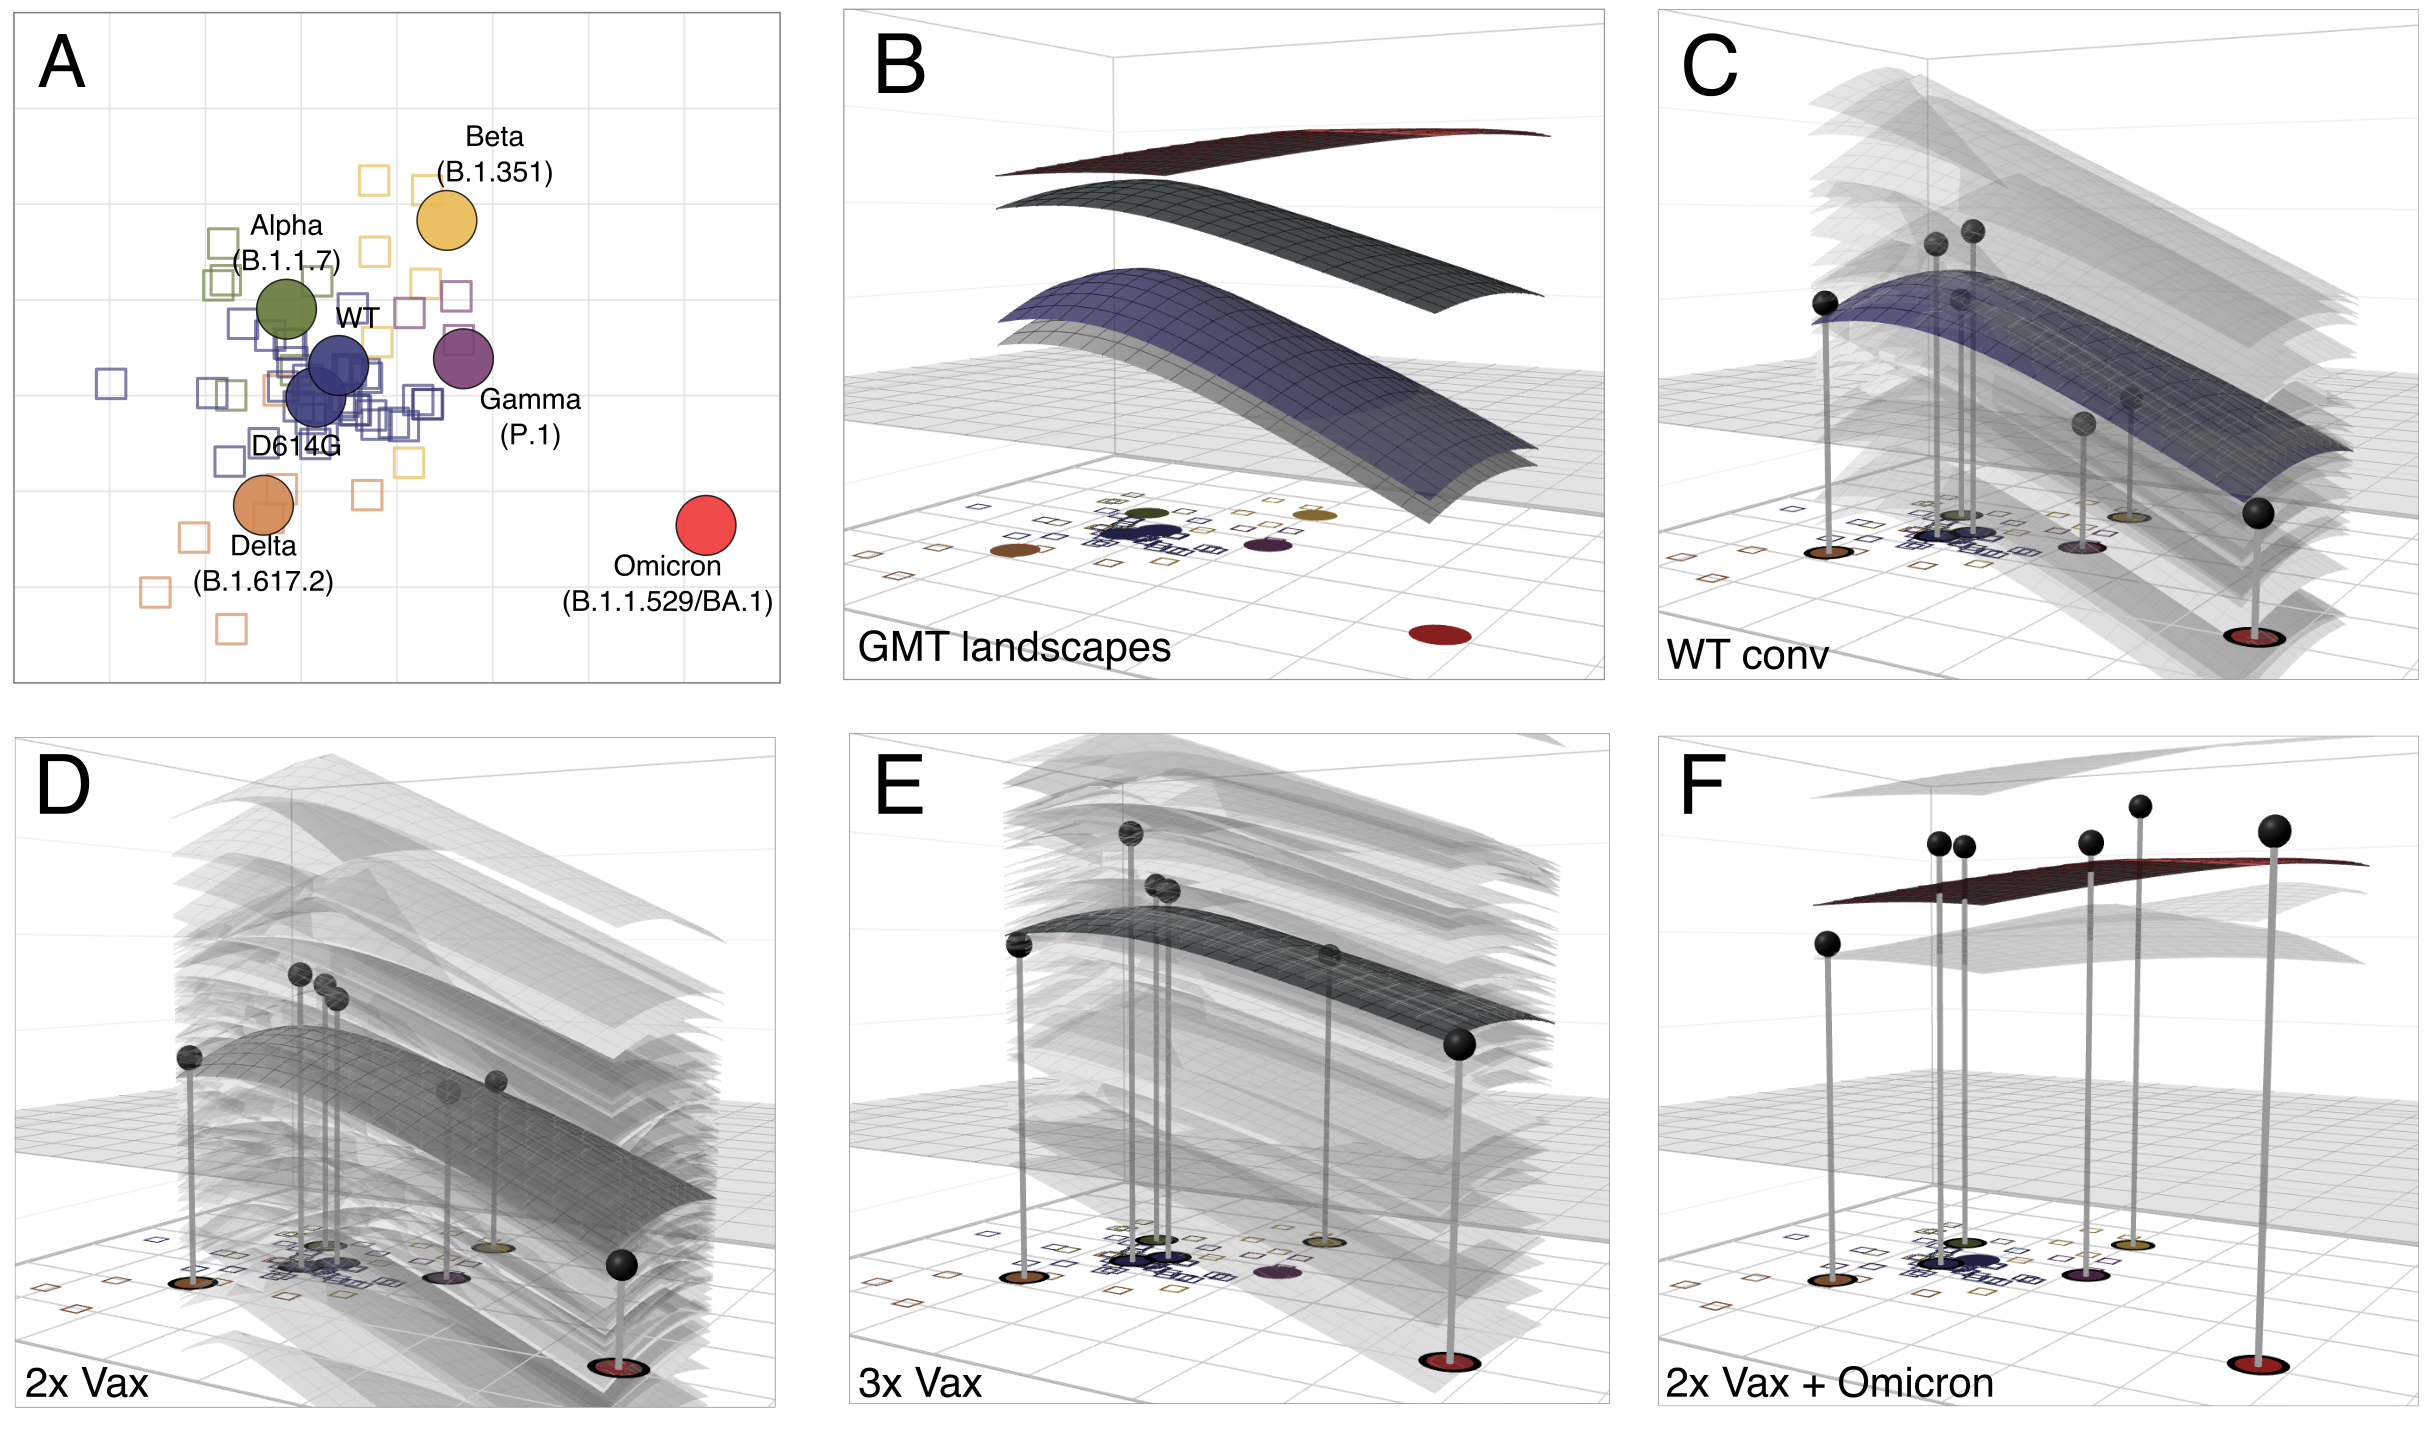 A
Beta
(B.1.351)
Alpha
(B.1.1.7)
WT
Gamma
(P.1)
D614G
Delta
(B.1.617.2)
Omicron
(B.1.1.529/BA.1)
B
GMT landscapes
C
WT conv
D
2x Vax
E
3x Vax
F
2x Vax + Omicron